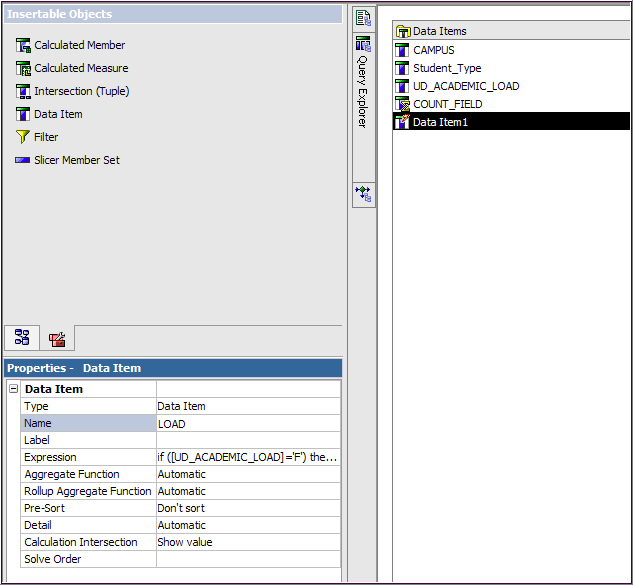 Insertable Objects
Calculated Member
Calculated Measure
Intersection (Tuple)
Data Item
Filter
Slicer Member Set
Query Explorer
Data Items
CAMPUS
Student_Type
UD_ACADEMIC_LOAD
COUNT_FIELD
Data Item1
Properties - Data Item
Data Item
Type Data Item
Name LOAD
Label
Expression if ([UD_ACADEMIC_LOAD]='F') the...
Aggregate Function Automatic
Rollup Aggregate Function Automatic
Pre-Sort Don't sort
Detail Automatic
Calculation Intersection Show value
Solve Order